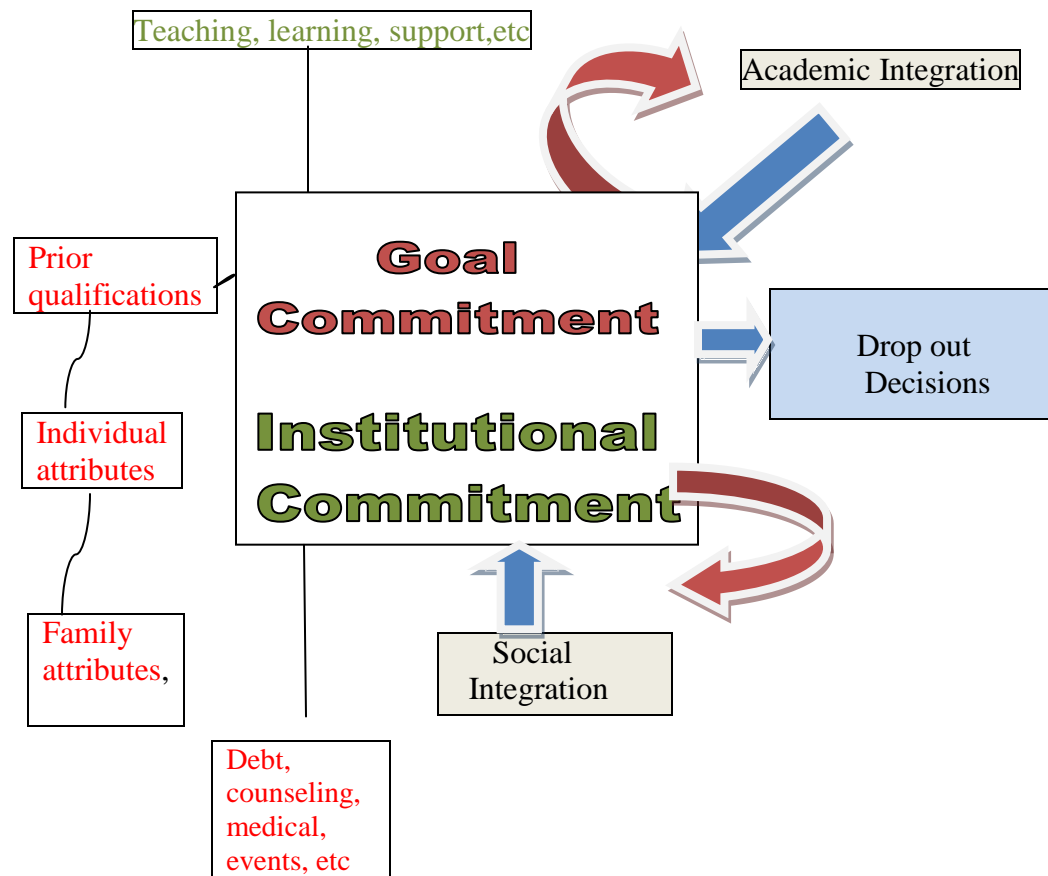 Teaching, learning, support,etc
Academic Integration
Prior
qualifications
Goal
Commitment
Drop out
Decisions
Individual
attributes
Institutional
Commitment
Family
attributes,
Social
Integration
Debt,
counseling,
medical,
events, etc